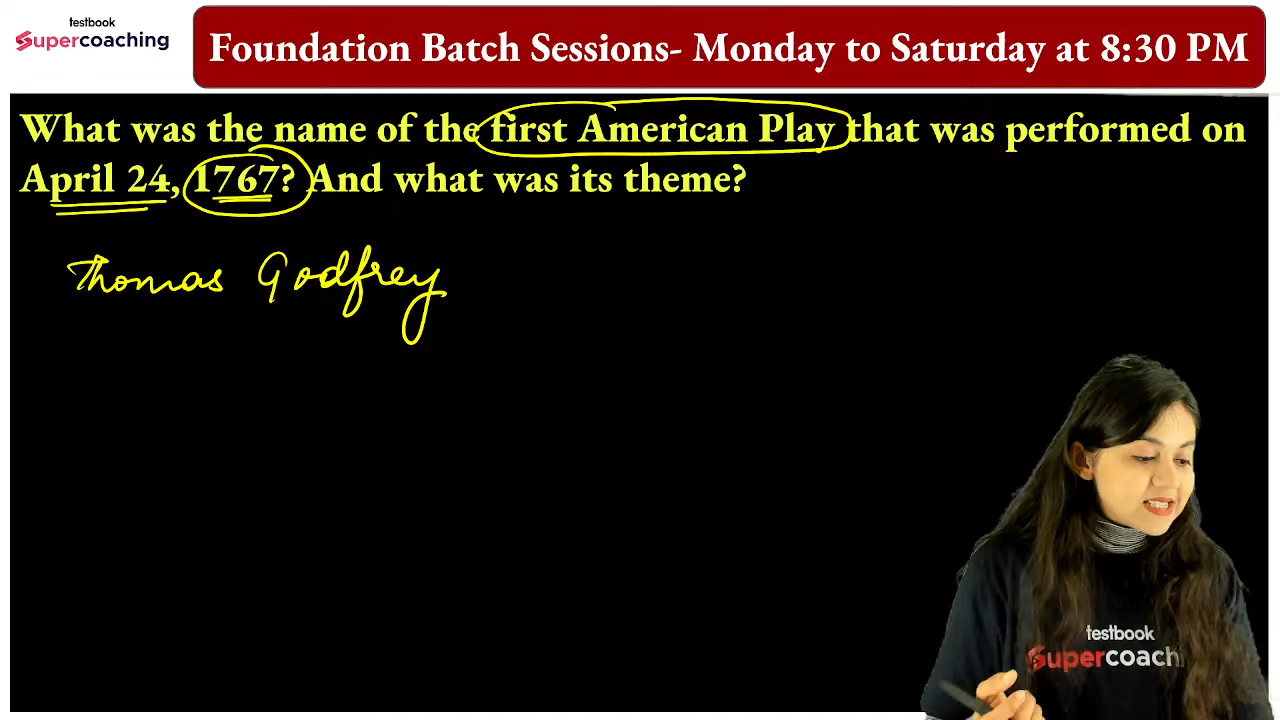 testbook
Supercoaching
Foundation Batch Sessions- Monday to Saturday at 8:30 PM
What was the name of the first American Play that was performed on
April 24, 1767? And what was its theme?
Thomas Godfrey
testbook
Supercoach